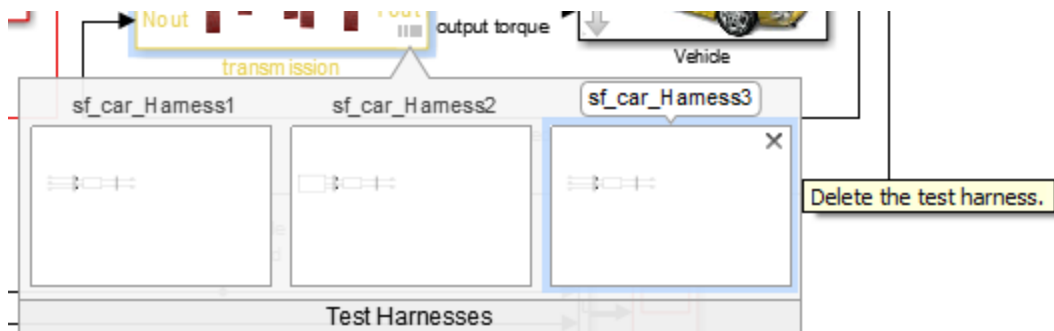 Nout
output torque
transmission
Vehicle
sf_car_Harness1
sf_car_Harness2
sf_car_Harness3
Delete the test harness.
Test Harnesses